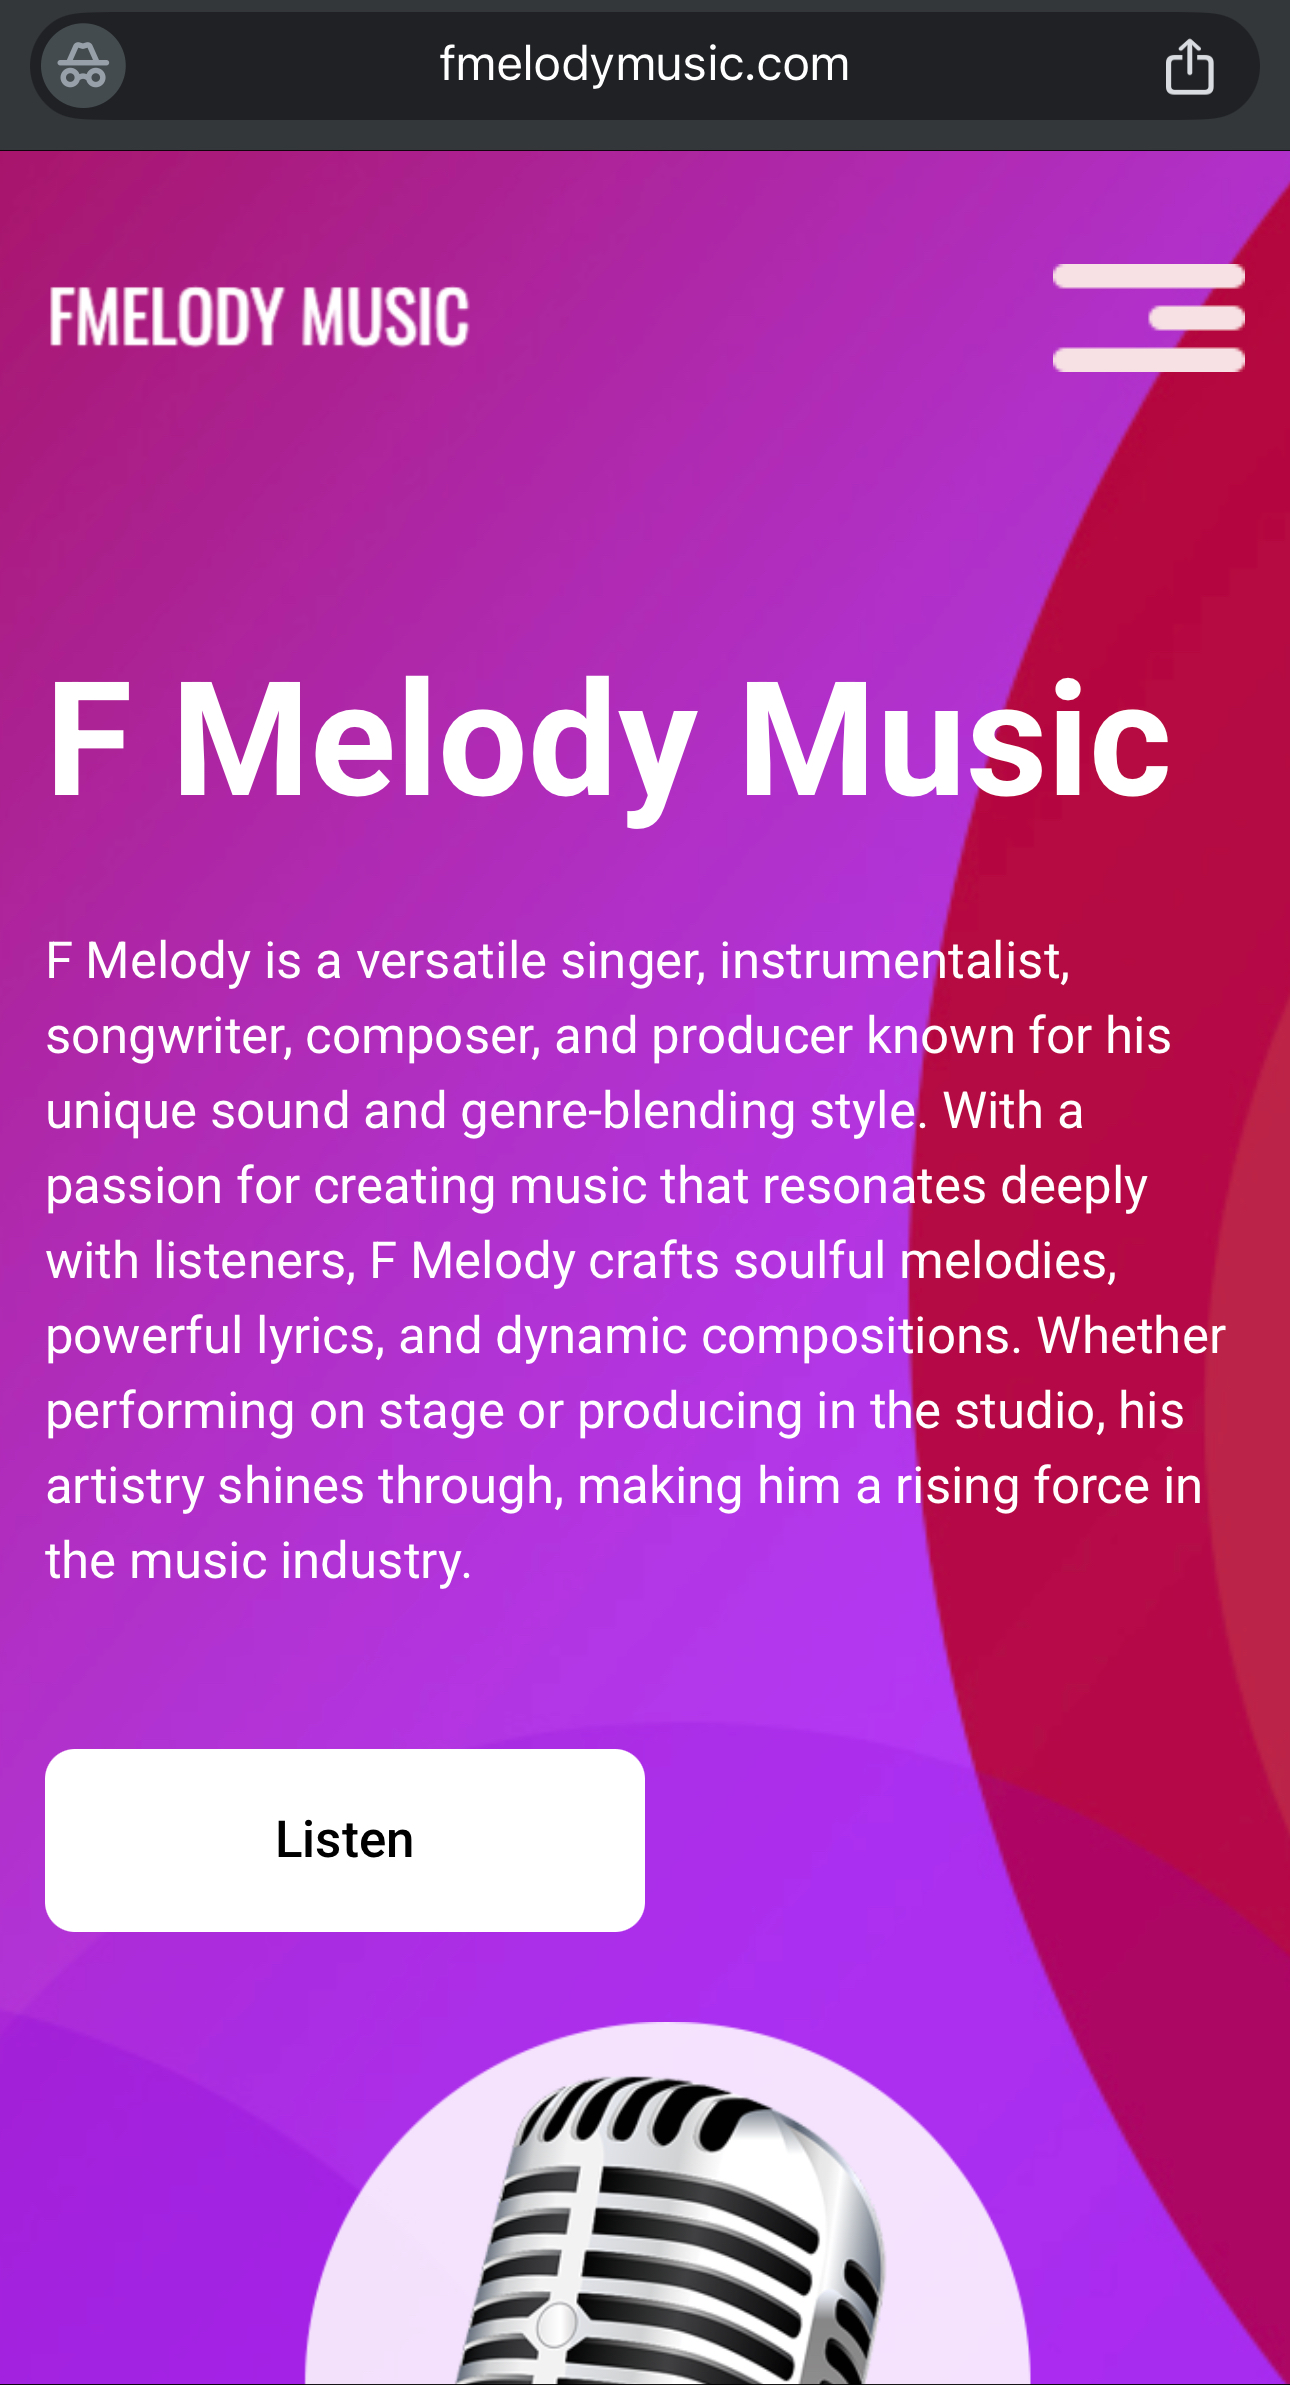 fmelodymusic.com
FMELODY MUSIC
F Melody Music
F Melody is a versatile singer, instrumentalist,
songwriter, composer, and producer known for his
unique sound and genre-blending style. With a
passion for creating music that resonates deeply
with listeners, F Melody crafts soulful melodies,
powerful lyrics, and dynamic compositions. Whether
performing on stage or producing in the studio, his
artistry shines through, making him a rising force in
the music industry.
Listen